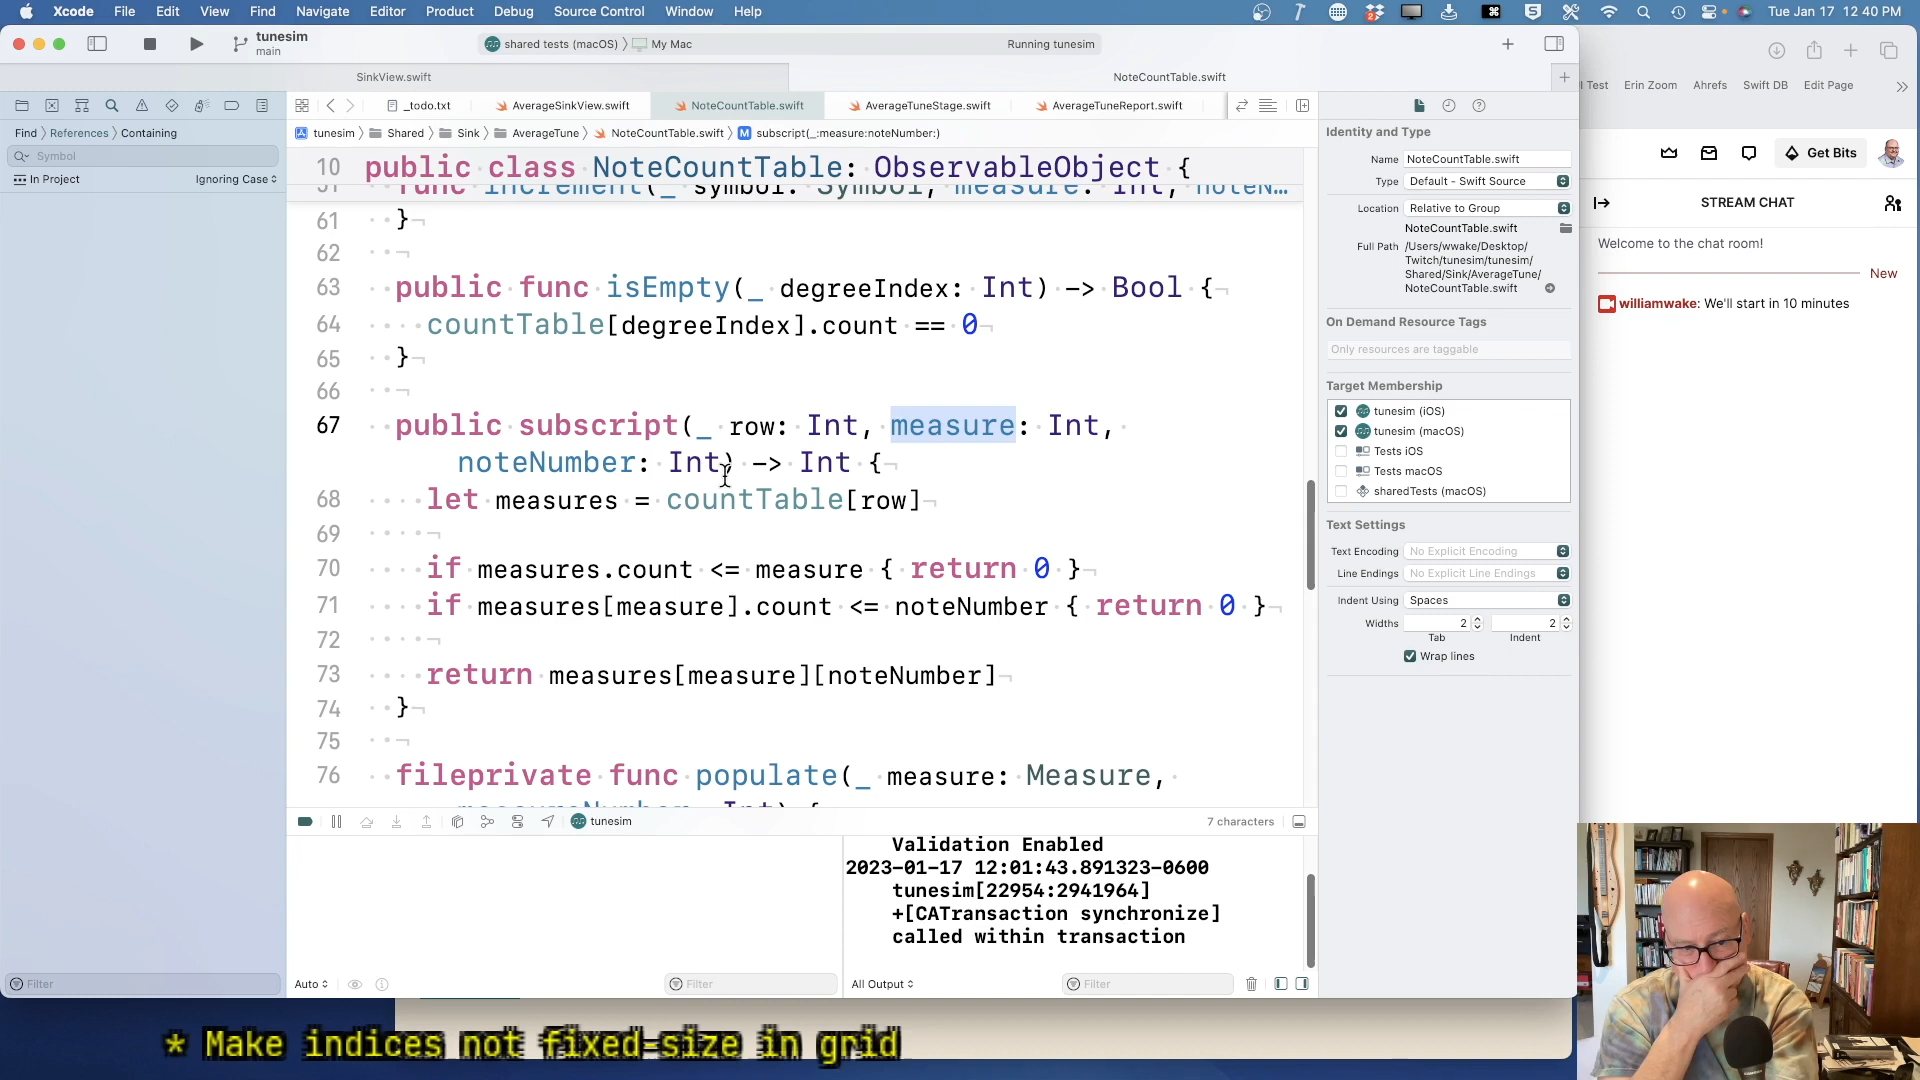 Xcode File Edit View Find Navigate Editor Product Debug Source Control Window Help
2
Tue Jan 17 12:40 PM
tunesim
main
shared tests (macOS) 〉 My Mac
Running tunesim
SinkView.swift
NoteCountTable.swift
Find 〉 References 〉 Containing
Symbol
In Project
Ignoring Case
Filter
_todo.txt
AverageSinkView.swift
NoteCountTable.swift
AverageTuneStage.swift
AverageTuneReport.swift
tunesim 〉 Shared 〉 Sink 〉 AverageTune 〉 NoteCountTable.swift 〉 M subscript(_:measure:noteNumber:)
10 public class NoteCountTable: ObservableObject {
func increment(_ symbol: Symbol, measure: Int, noteN…
61 }
62
63 public func isEmpty(_ degreeIndex: Int) -> Bool {
64 countTable[degreeIndex].count == 0
65 }
66
67 public subscript(_ row: Int, measure: Int,
noteNumber: Int) -> Int {
68 let measures = countTable[row]
69
70 if measures.count <= measure { return 0 }
71 if measures[measure].count <= noteNumber { return 0 }
72
73 return measures[measure][noteNumber]
74 }
75
76 fileprivate func populate(_ measure: Measure,
measureNumber: Int) {
tunesim
7 characters
Validation Enabled
2023-01-17 12:01:43.891323-0600
tunesim[22954:2941964]
+[CATransaction synchronize]
called within transaction
Auto
Filter
All Output
Filter
Identity and Type
Name NoteCountTable.swift
Type Default - Swift Source
Location Relative to Group
NoteCountTable.swift
Full Path /Users/wwake/Desktop/
Twitch/tunesim/tunesim/
Shared/Sink/AverageTune/
NoteCountTable.swift
On Demand Resource Tags
Only resources are taggable
Target Membership
tunesim (iOS)
tunesim (macOS)
Tests iOS
Tests macOS
sharedTests (macOS)
Text Settings
Text Encoding No Explicit Encoding
Line Endings No Explicit Line Endings
Indent Using Spaces
Widths 2 2
Tab Indent
Wrap lines
Test Erin Zoom Ahrefs Swift DB Edit Page
Get Bits
STREAM CHAT
Welcome to the chat room!
New
williamwake: We'll start in 10 minutes
* Make indices not fixed-size in grid